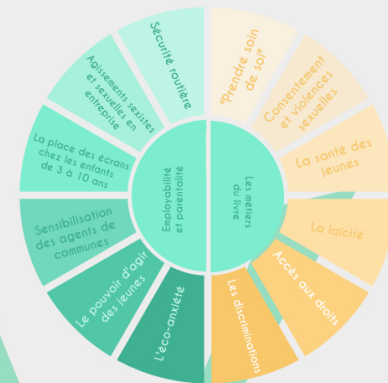 Sécurité routière
"Prendre soin
de soi"
Consentement
et violences
sexuelles
La santé des
jeunes
La laïcité
Accès aux droits
Les discriminations
L'éco-anxiété
Le pouvoir d'agir
des jeunes
Sensibilisation
des agents de
communes
La place des écrans
chez les enfants
de 3 à 10 ans
Agissements sexistes
et sexuelles en
entreprise
Employabilité
et parentalité
Les métiers
du livre